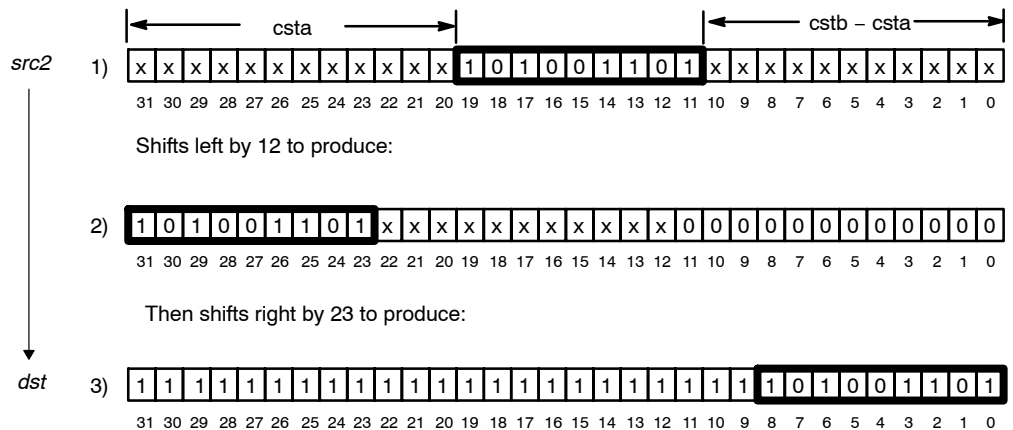 csta
cstb – csta
src2 1) x x x x x x x x x x x x 1 0 1 0 0 1 1 0 1 x x x x x x x x x x x
31 30 29 28 27 26 25 24 23 22 21 20 19 18 17 16 15 14 13 12 11 10 9 8 7 6 5 4 3 2 1 0
Shifts left by 12 to produce:
2) 1 0 1 0 0 1 1 0 1 x x x x x x x x x x x 0 0 0 0 0 0 0 0 0 0 0 0
31 30 29 28 27 26 25 24 23 22 21 20 19 18 17 16 15 14 13 12 11 10 9 8 7 6 5 4 3 2 1 0
Then shifts right by 23 to produce:
dst 3) 1 1 1 1 1 1 1 1 1 1 1 1 1 1 1 1 1 1 1 1 1 1 1 1 0 1 0 0 1 1 0 1
31 30 29 28 27 26 25 24 23 22 21 20 19 18 17 16 15 14 13 12 11 10 9 8 7 6 5 4 3 2 1 0